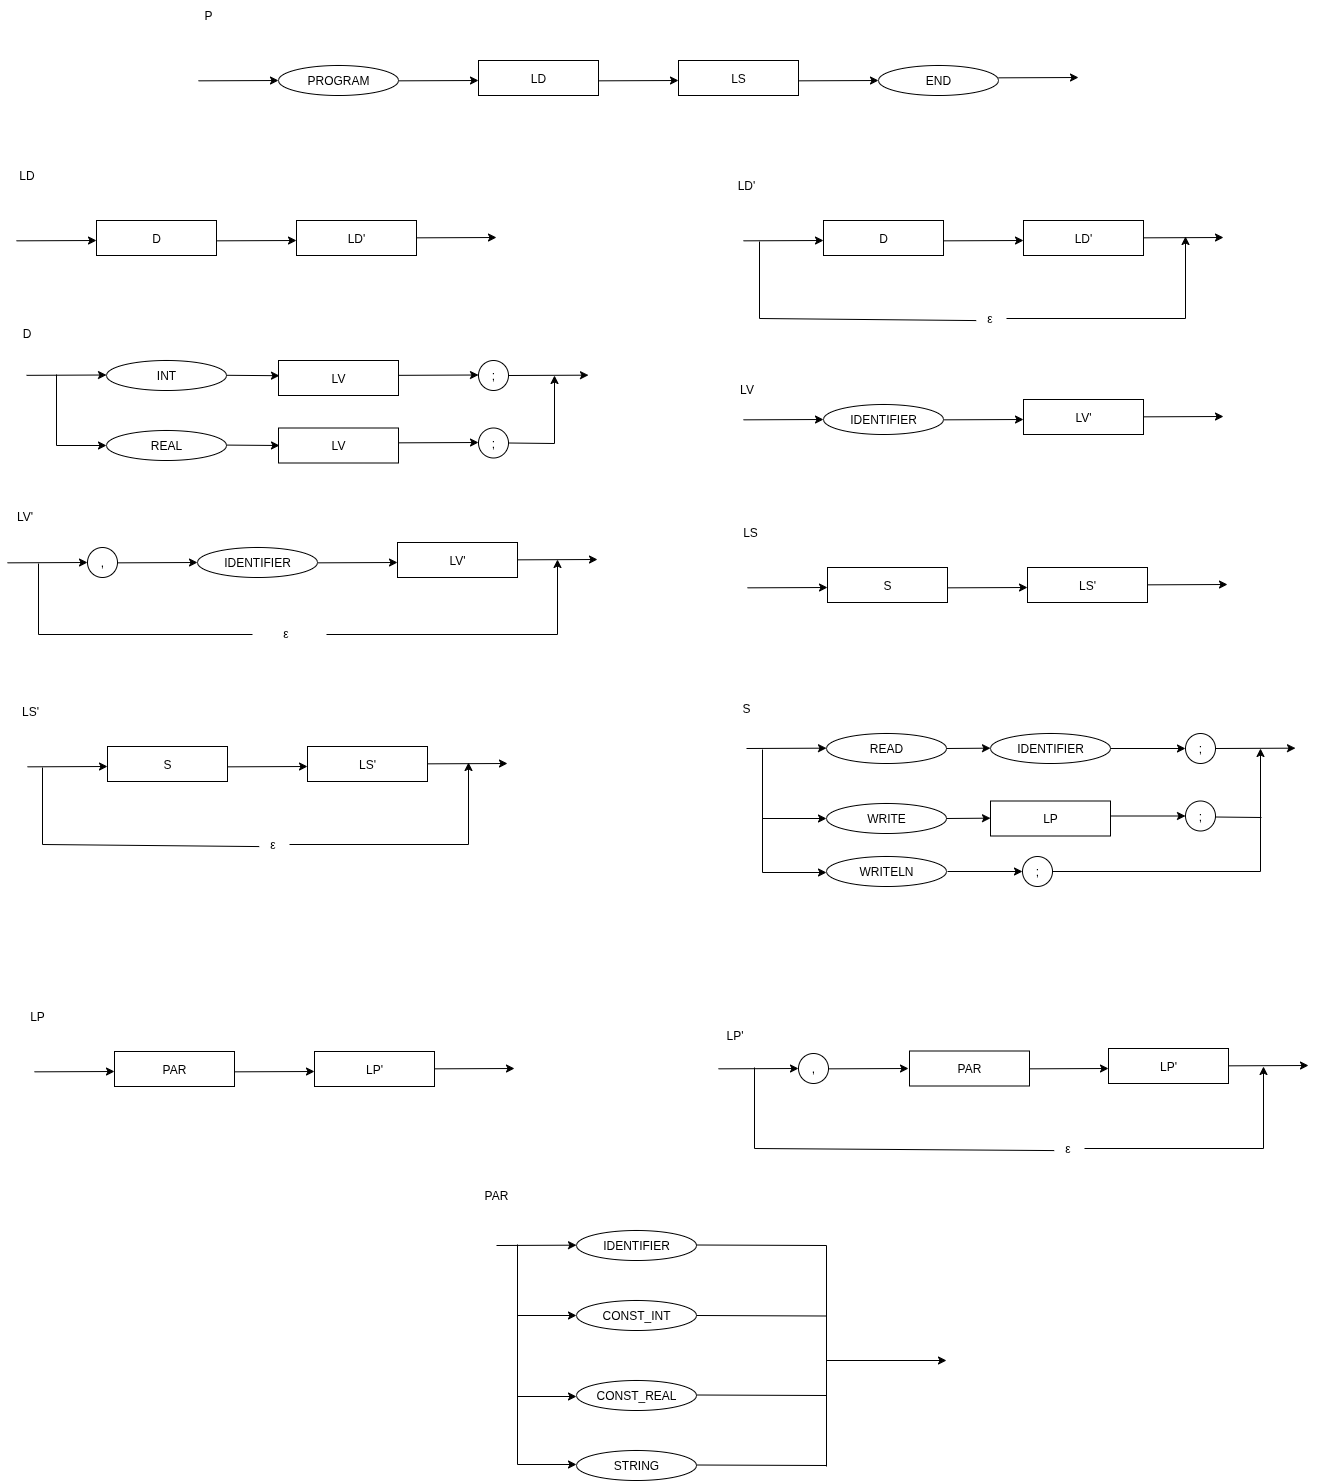 P
PROGRAM LD LS END
LD
D LD'
LD'
D LD'
ε
D
INT LV ;
REAL LV ;
LV
IDENTIFIER LV'
LV'
, IDENTIFIER LV'
ε
LS
S LS'
LS'
S LS'
ε
S
READ IDENTIFIER ;
WRITE LP ;
WRITELN ;
LP
PAR LP'
LP'
, PAR LP'
ε
PAR
IDENTIFIER
CONST_INT
CONST_REAL
STRING